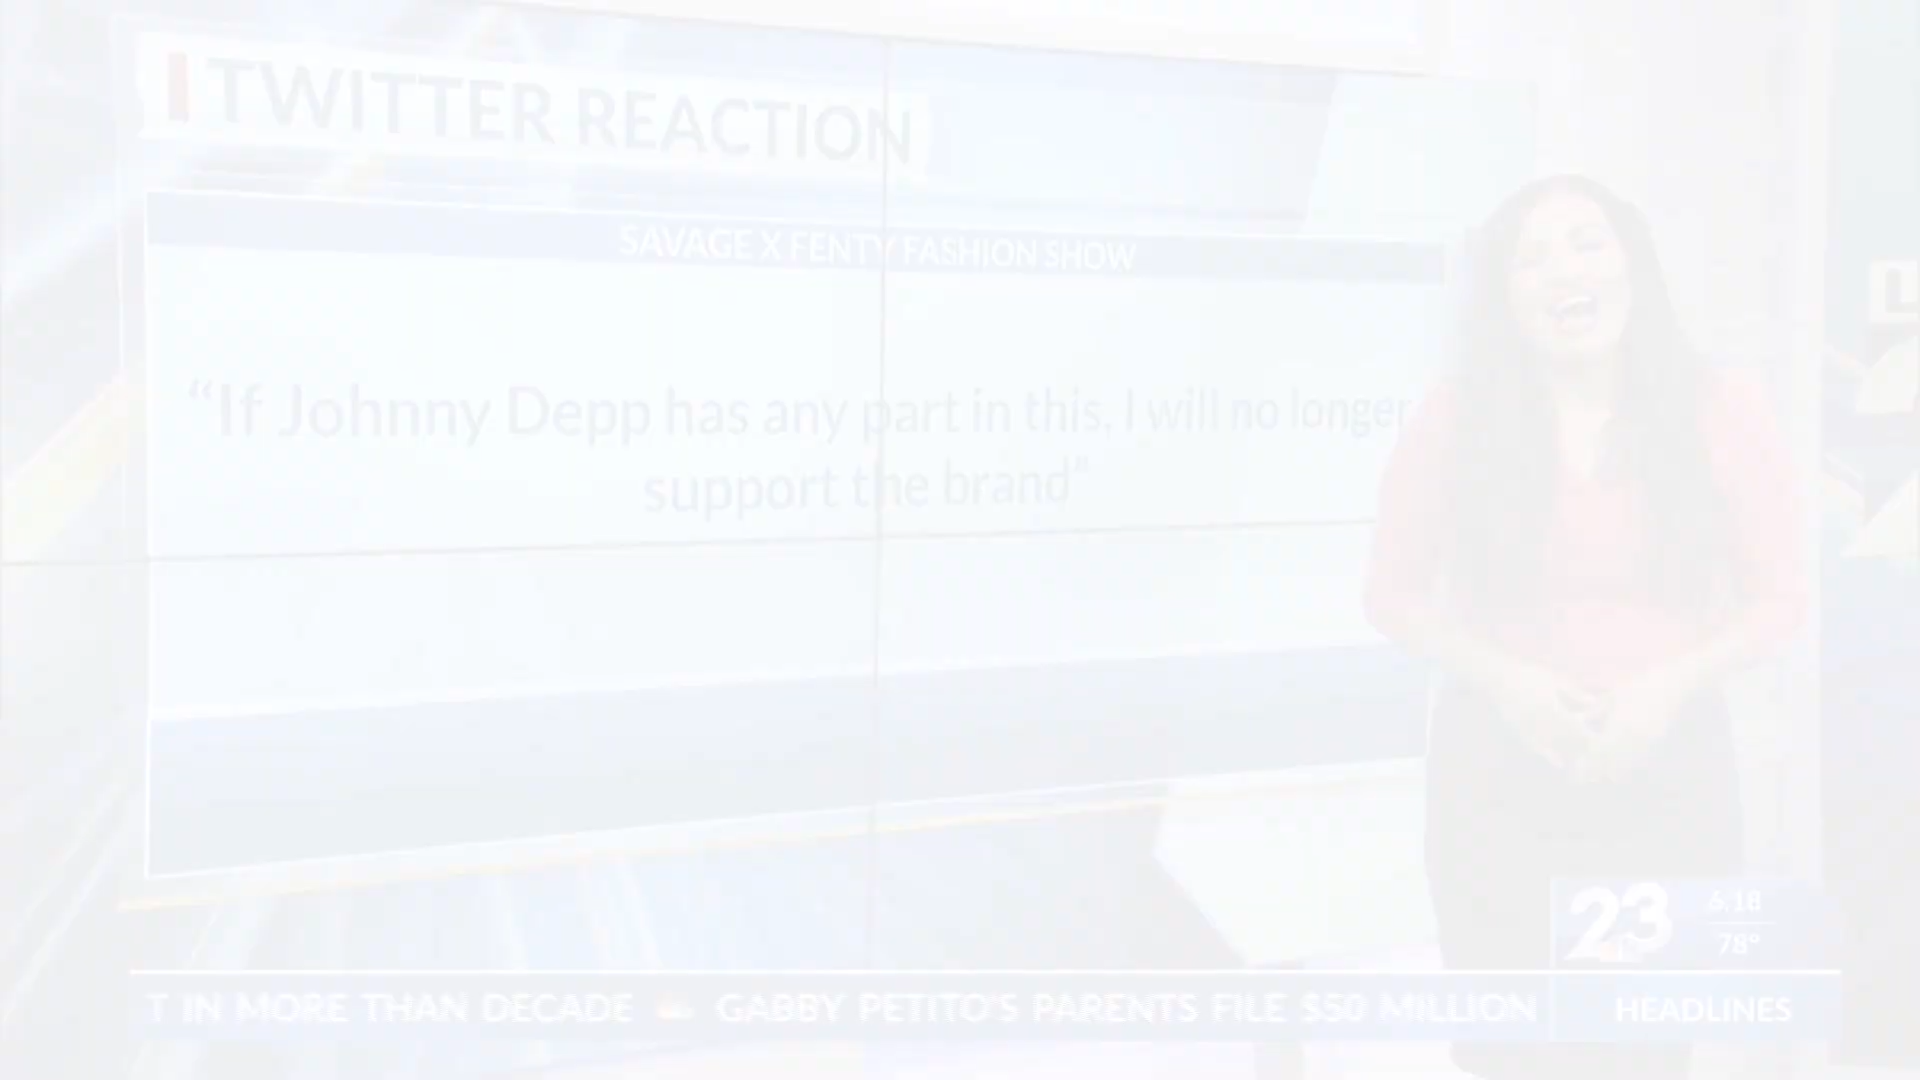 TWITTER REACTION
SAVAGE X FENTY FASHION SHOW
“If Johnny Depp has any part in this, I will no longer
support the brand”
23
6:18
78°
T IN MORE THAN DECADE GABBY PETITO'S PARENTS FILE $50 MILLION
HEADLINES